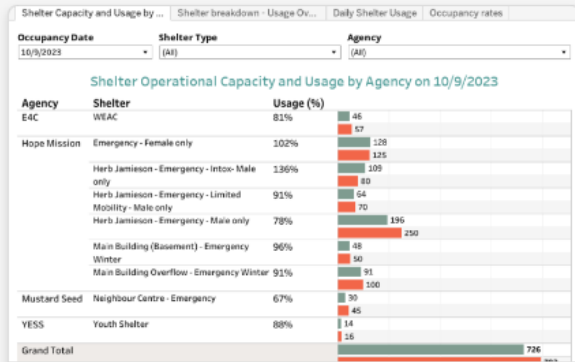 Shelter Capacity and Usage by ... Shelter breakdown - Usage Ov... Daily Shelter Usage Occupancy rates
Occupancy Date Shelter Type Agency
10/9/2023 (All) (All)
Shelter Operational Capacity and Usage by Agency on 10/9/2023
Agency Shelter Usage (%)
E4C WEAC 81% 46
57
Hope Mission Emergency - Female only 102% 128
125
Herb Jamieson - Emergency - Intox- Male 136% 109
only 80
Herb Jamieson - Emergency - Limited 91% 64
Mobility - Male only 70
Herb Jamieson - Emergency - Male only 78% 196
250
Main Building (Basement) - Emergency 96% 48
Winter 50
Main Building Overflow - Emergency Winter 91% 91
100
Mustard Seed Neighbour Centre - Emergency 67% 30
45
YESS Youth Shelter 88% 14
16
Grand Total 726